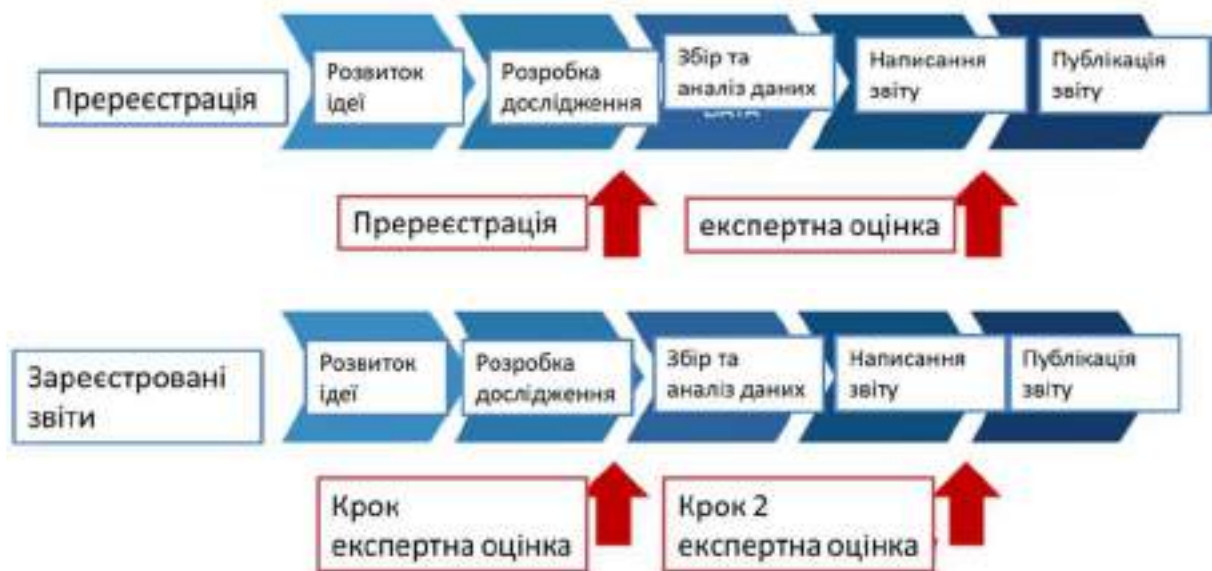 Пререєстрація
Розвиток
ідеї
Розробка
дослідження
Збір та
аналіз даних
DATA
Написання
звіту
Публікація
звіту
Пререєстрація
експертна оцінка
Зареєстровані
звіти
Розвиток
ідеї
Розробка
дослідження
Збір та
аналіз даних
Написання
звіту
Публікація
звіту
Крок
експертна оцінка
Крок 2
експертна оцінка